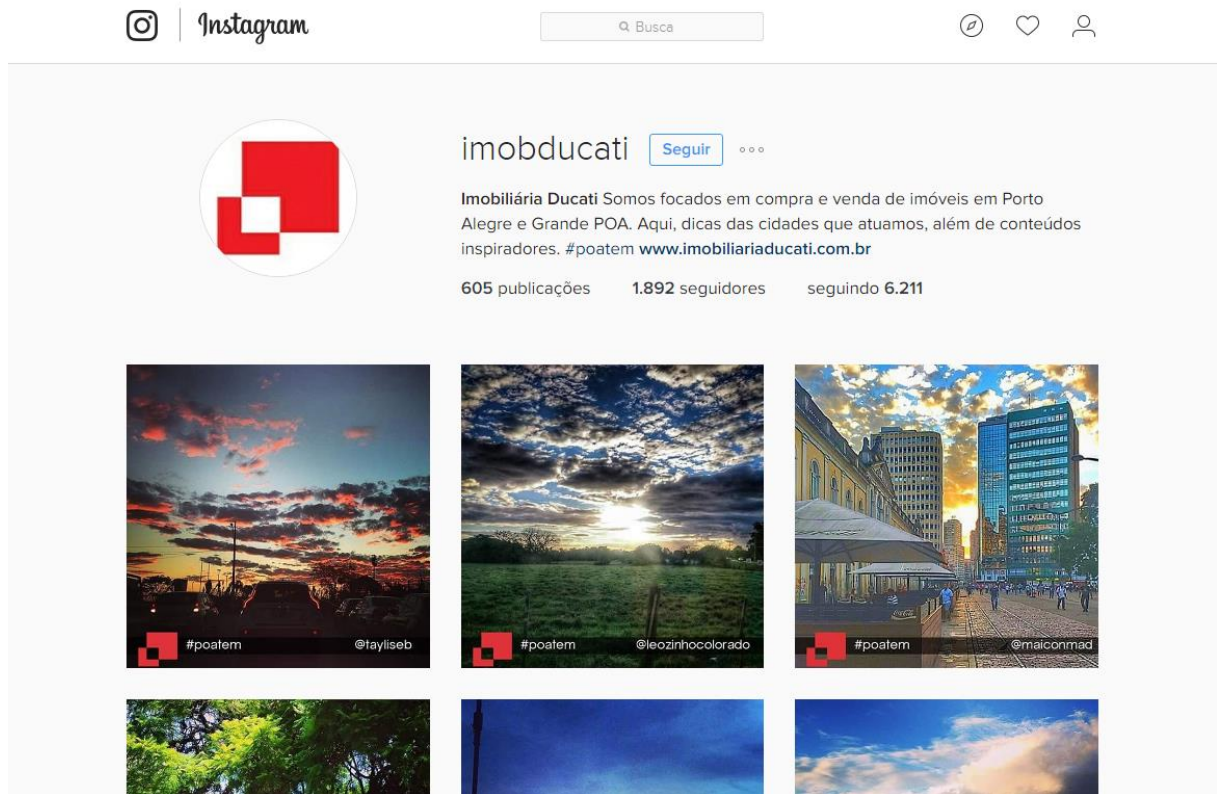 Instagram
Busca
imobducati Seguir
Imobiliária Ducati Somos focados em compra e venda de imóveis em Porto
Alegre e Grande POA. Aqui, dicas das cidades que atuamos, além de conteúdos
inspiradores. #poatem www.imobiliariaducati.com.br
605 publicações 1.892 seguidores seguindo 6.211
#poatem @tayliseb
#poatem @leozinhocolorado
#poatem @maiconmad